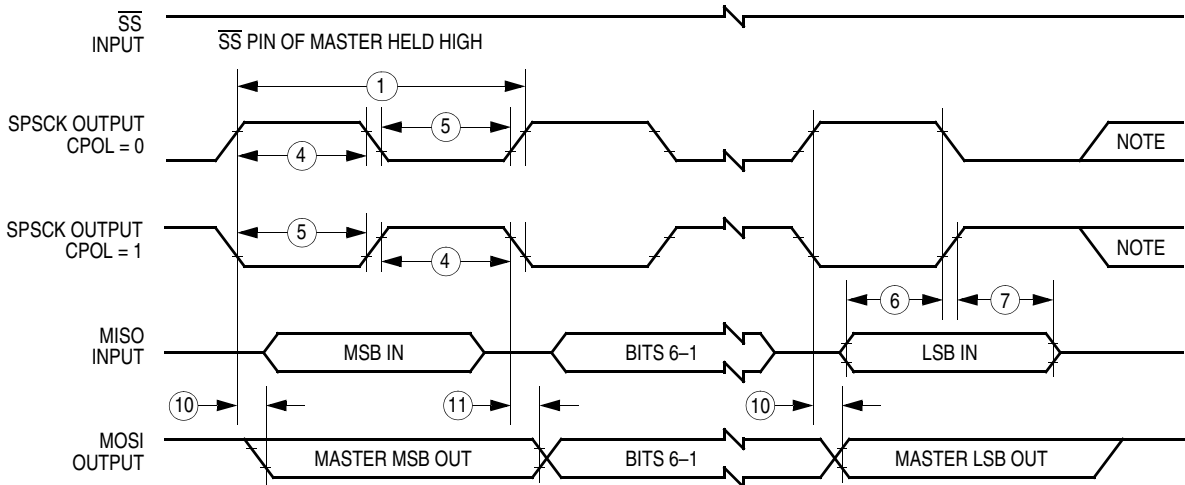 SS
INPUT
SS PIN OF MASTER HELD HIGH
1
SPSCK OUTPUT
CPOL = 0
5
4
NOTE
SPSCK OUTPUT
CPOL = 1
5
4
NOTE
6
7
MISO
INPUT
MSB IN
BITS 6–1
LSB IN
10
11
10
MOSI
OUTPUT
MASTER MSB OUT
BITS 6–1
MASTER LSB OUT